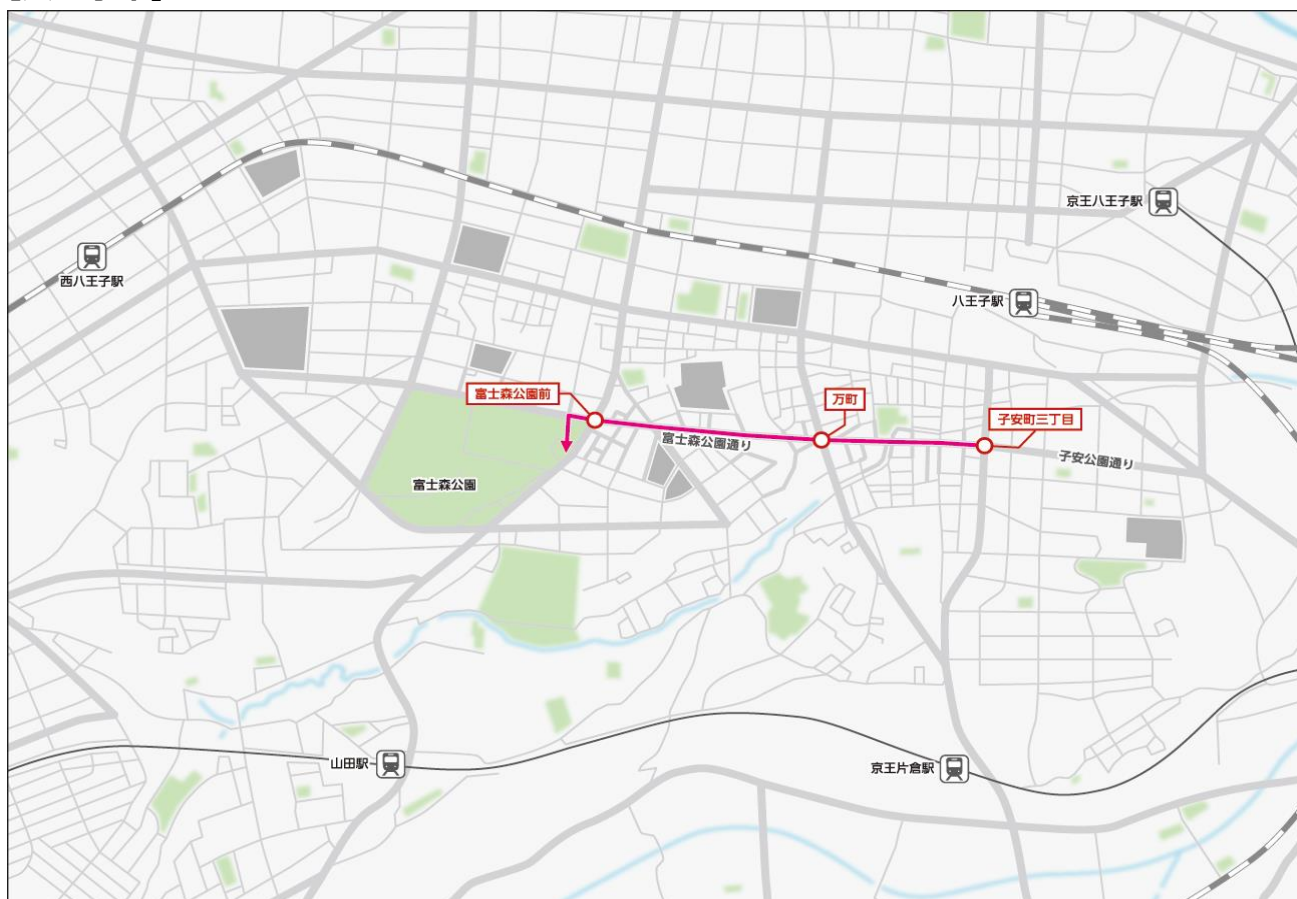 京王八王子駅
西八王子駅
八王子駅
富士森公園前
万町
子安町三丁目
富士森公園通り
子安公園通り
富士森公園
山田駅
京王片倉駅